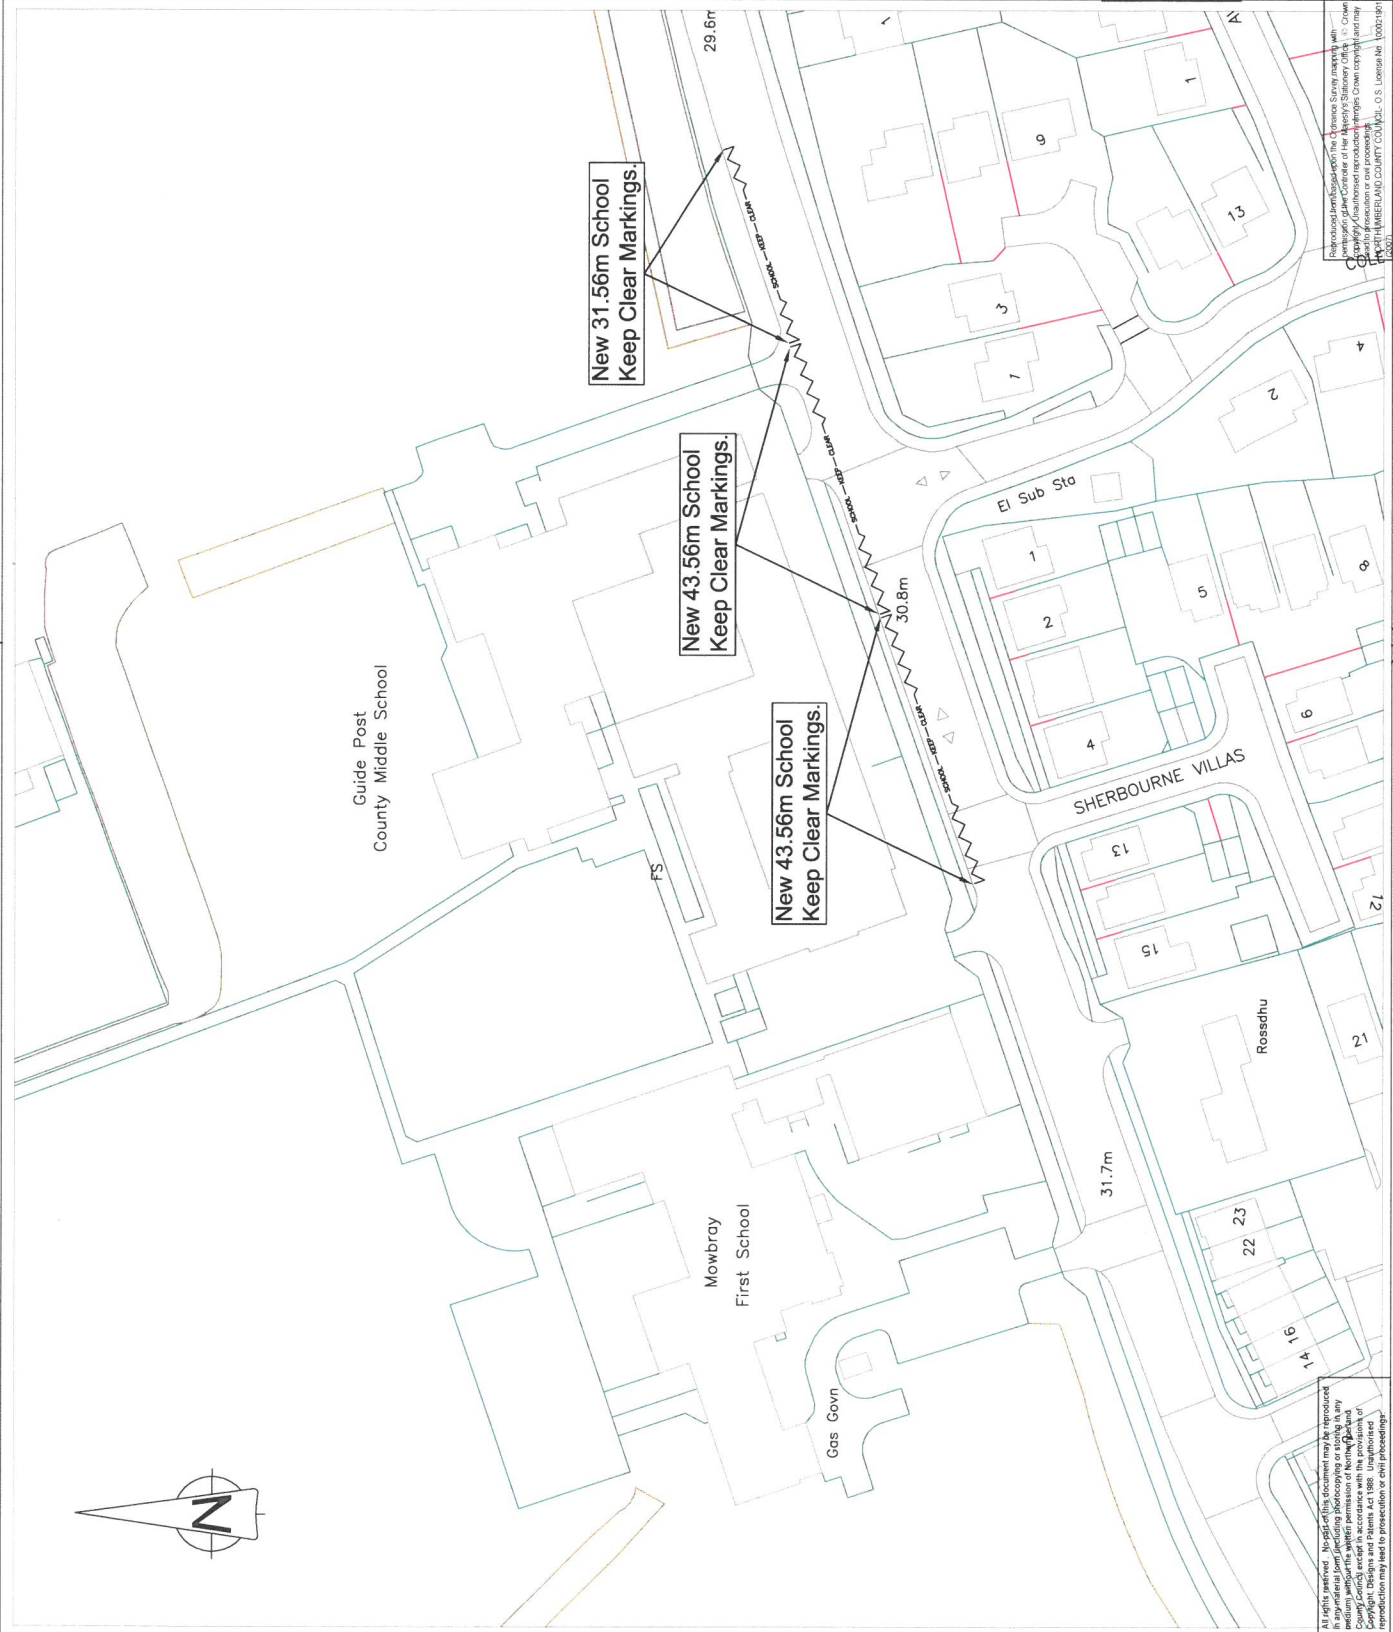 New 31.56m School
Keep Clear Markings.
New 43.56m School
Keep Clear Markings.
New 43.56m School
Keep Clear Markings.
29.6m
SCHOOL — KEEP — CLEAR
SCHOOL — KEEP — CLEAR
SCHOOL — KEEP — CLEAR
30.8m
31.7m
Guide Post
County Middle School
FS
Mowbray
First School
Gas Govn
El Sub Sta
SHERBOURNE VILLAS
Rossdhu
N
1
9
13
3
1
2
4
1
2
4
5
8
6
12
13
15
21
23
22
16
14
Reproduced from/based upon the Ordnance Survey mapping with
permission of the Controller of Her Majesty's Stationery Office © Crown
copyright. Unauthorised reproduction infringes Crown copyright and may
lead to prosecution or civil proceedings.
NORTHUMBERLAND COUNTY COUNCIL - O.S. License No. 100021901
(2007)
All rights reserved. No part of this document may be reproduced
in any material form (including photocopying or storing in any
medium) without the written permission of Northumberland
County Council except in accordance with the provisions of
Copyright, Designs and Patents Act 1988. Unauthorised
reproduction may lead to prosecution or civil proceedings.